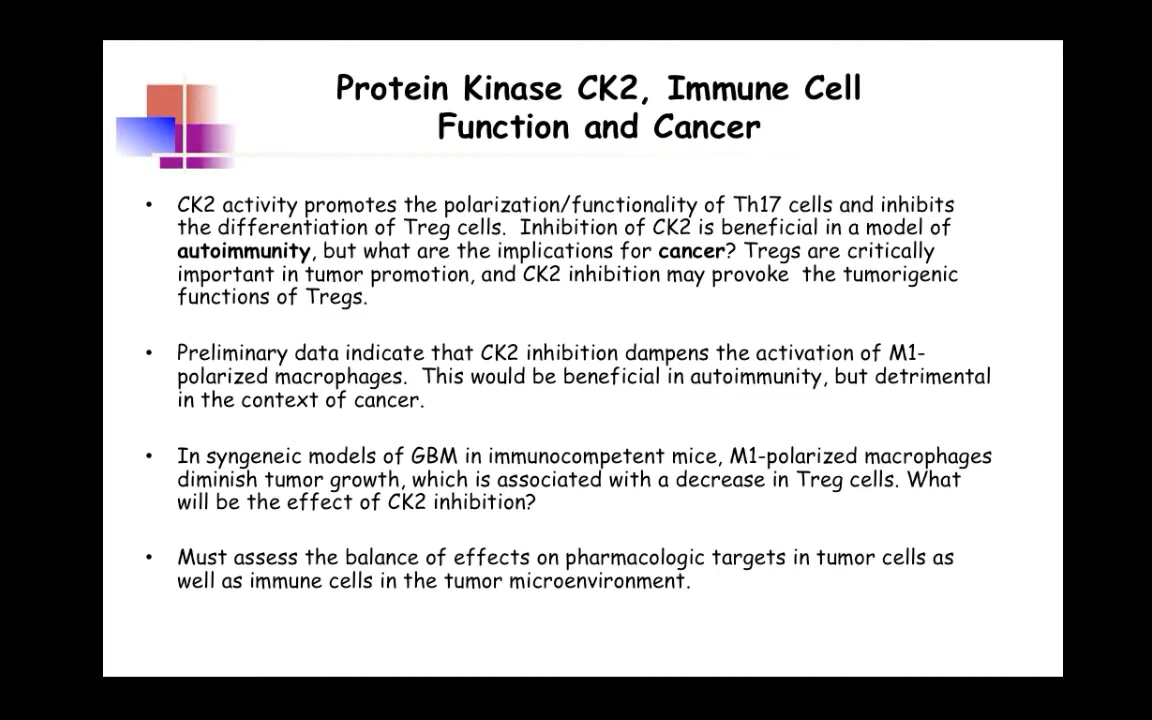 Protein Kinase CK2, Immune Cell
Function and Cancer
• CK2 activity promotes the polarization/functionality of Th17 cells and inhibits
the differentiation of Treg cells. Inhibition of CK2 is beneficial in a model of
autoimmunity, but what are the implications for cancer? Tregs are critically
important in tumor promotion, and CK2 inhibition may provoke the tumorigenic
functions of Tregs.
• Preliminary data indicate that CK2 inhibition dampens the activation of M1-
polarized macrophages. This would be beneficial in autoimmunity, but detrimental
in the context of cancer.
• In syngeneic models of GBM in immunocompetent mice, M1-polarized macrophages
diminish tumor growth, which is associated with a decrease in Treg cells. What
will be the effect of CK2 inhibition?
• Must assess the balance of effects on pharmacologic targets in tumor cells as
well as immune cells in the tumor microenvironment.